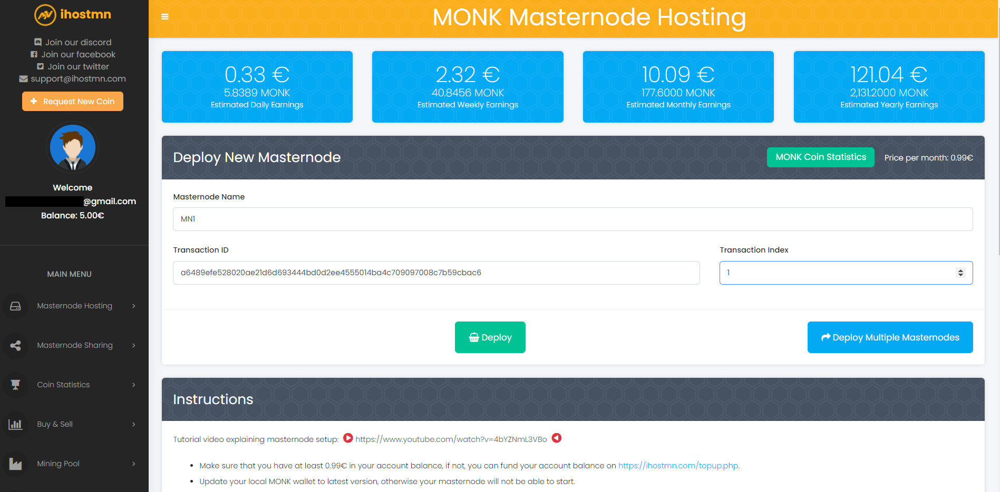 ihostmn
Join our discord
Join our facebook
Join our twitter
support@ihostmn.com
Request New Coin
Welcome
@gmail.com
Balance: 5.00€
MAIN MENU
Masternode Hosting
Masternode Sharing
Coin Statistics
Buy & Sell
Mining Pool
MONK Masternode Hosting
0.33 €
5.8389 MONK
Estimated Daily Earnings
2.32 €
40.8456 MONK
Estimated Weekly Earnings
10.09 €
177.6000 MONK
Estimated Monthly Earnings
121.04 €
2,131.2000 MONK
Estimated Yearly Earnings
Deploy New Masternode
MONK Coin Statistics
Price per month: 0.99€
Masternode Name
MN1
Transaction ID
a6489efe528020ae21d6d693444bd0d2ee4555014ba4c709097008c7b59cbac6
Transaction Index
1
Deploy
Deploy Multiple Masternodes
Instructions
Tutorial video explaining masternode setup: https://www.youtube.com/watch?v=4bYZNmL3VBo
Make sure that you have at least 0.99€ in your account balance, if not, you can fund your account balance on https://ihostmn.com/topup.php.
Update your local MONK wallet to latest version, otherwise your masternode will not be able to start.